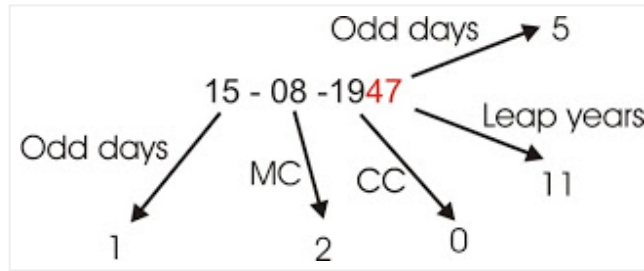 Odd days 5
15 - 08 -1947
Leap years
Odd days
MC CC
11
1 2 0